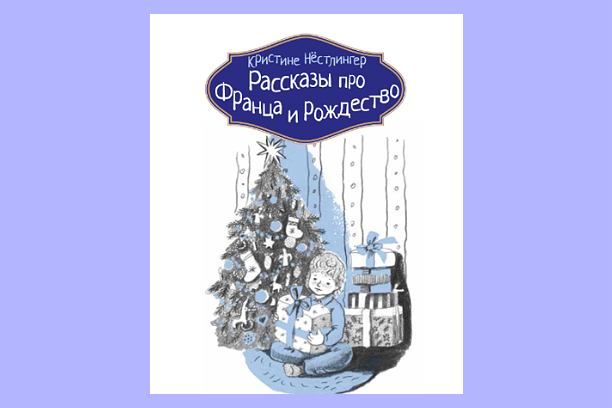 Кристине Нёстлингер
Рассказы про
Франца и Рождество